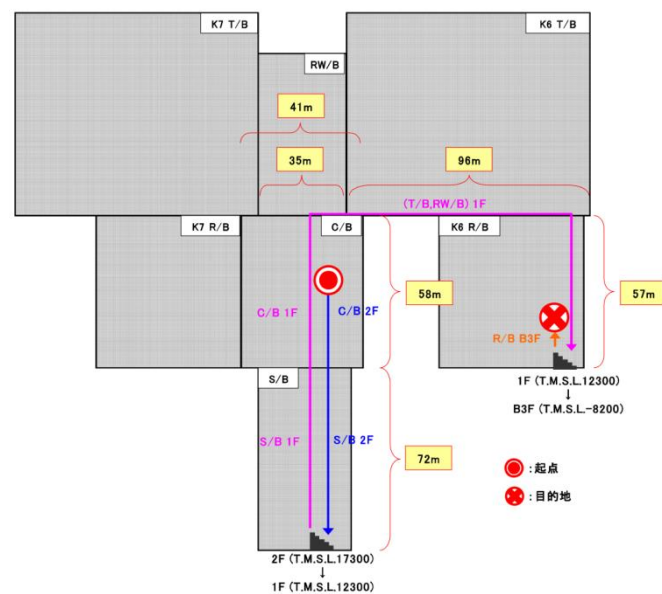 K7 T/B
K6 T/B
RW/B
41m
35m
96m
(T/B,RW/B) 1F
K7 R/B
C/B
K6 R/B
C/B 1F
C/B 2F
58m
57m
R/B B3F
S/B
1F (T.M.S.L.12300)
↓
B3F (T.M.S.L.-8200)
S/B 1F
S/B 2F
72m
:起点
:目的地
2F (T.M.S.L.17300)
↓
1F (T.M.S.L.12300)